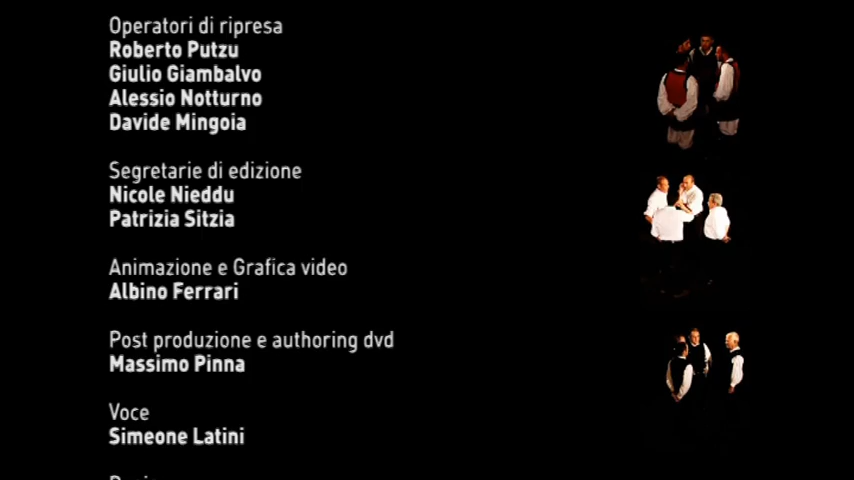 Operatori di ripresa
Roberto Putzu
Giulio Giambalvo
Alessio Notturno
Davide Mingoia
Segretarie di edizione
Nicole Nieddu
Patrizia Sitzia
Animazione e Grafica video
Albino Ferrari
Post produzione e authoring dvd
Massimo Pinna
Voce
Simeone Latini